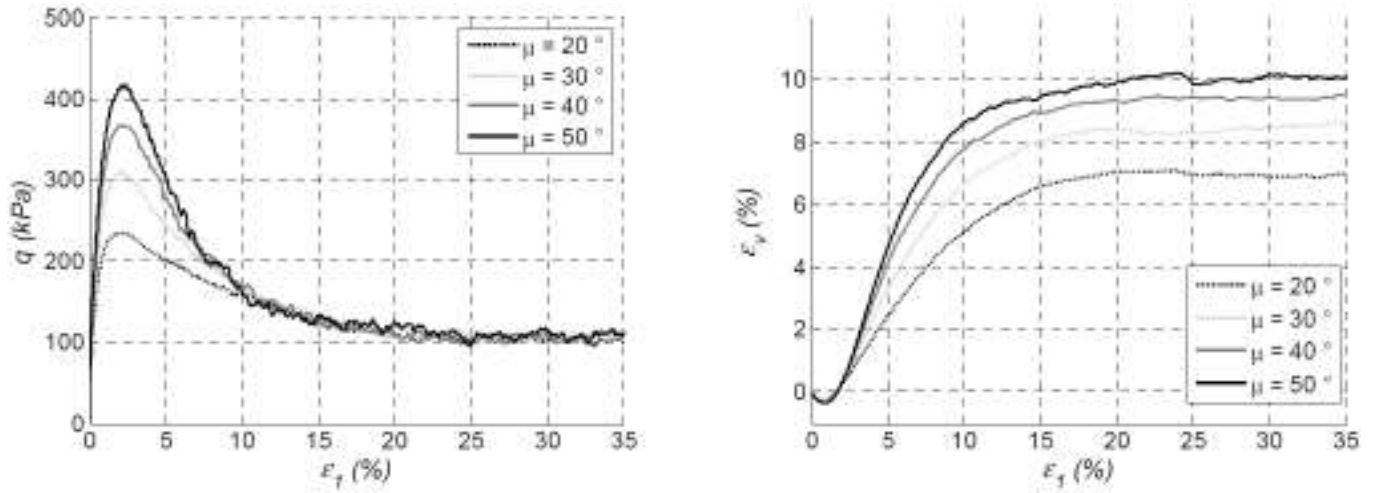 500
400
300
200
100
0
q (kPa)
0 5 10 15 20 25 30 35
ε₁ (%)
μ = 20 °
μ = 30 °
μ = 40 °
μ = 50 °
10
8
6
4
2
0
εᵥ (%)
0 5 10 15 20 25 30 35
ε₁ (%)
μ = 20 °
μ = 30 °
μ = 40 °
μ = 50 °